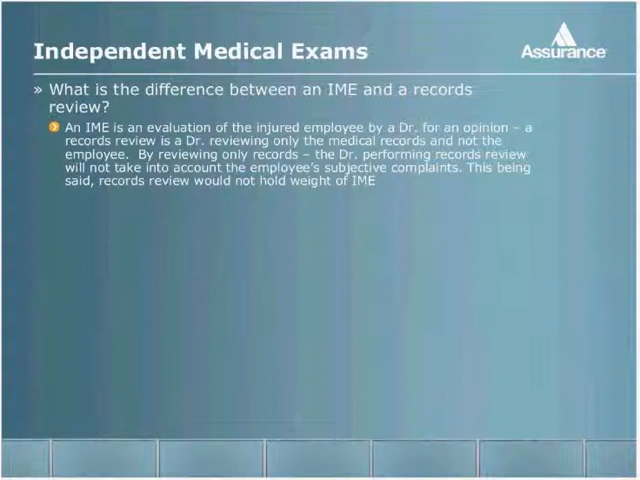 Independent Medical Exams
Assurance
» What is the difference between an IME and a records
review?
An IME is an evaluation of the injured employee by a Dr. for an opinion – a
records review is a Dr. reviewing only the medical records and not the
employee.  By reviewing only records – the Dr. performing records review
will not take into account the employee's subjective complaints. This being
said, records review would not hold weight of IME